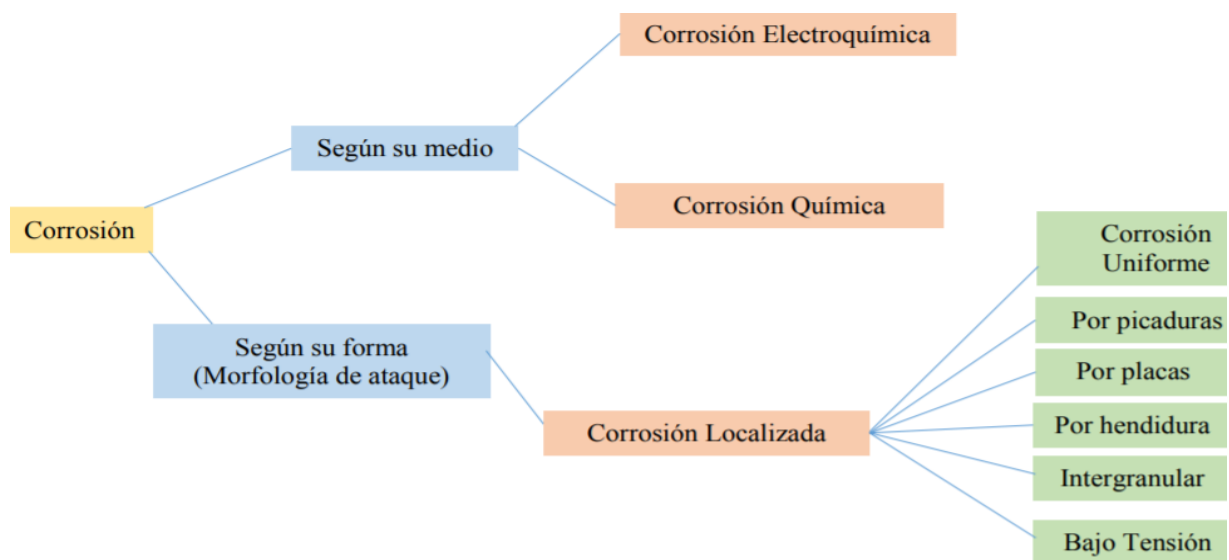 Corrosión
Según su medio
Corrosión Electroquímica
Corrosión Química
Según su forma
(Morfología de ataque)
Corrosión Localizada
Corrosión
Uniforme
Por picaduras
Por placas
Por hendidura
Intergranular
Bajo Tensión